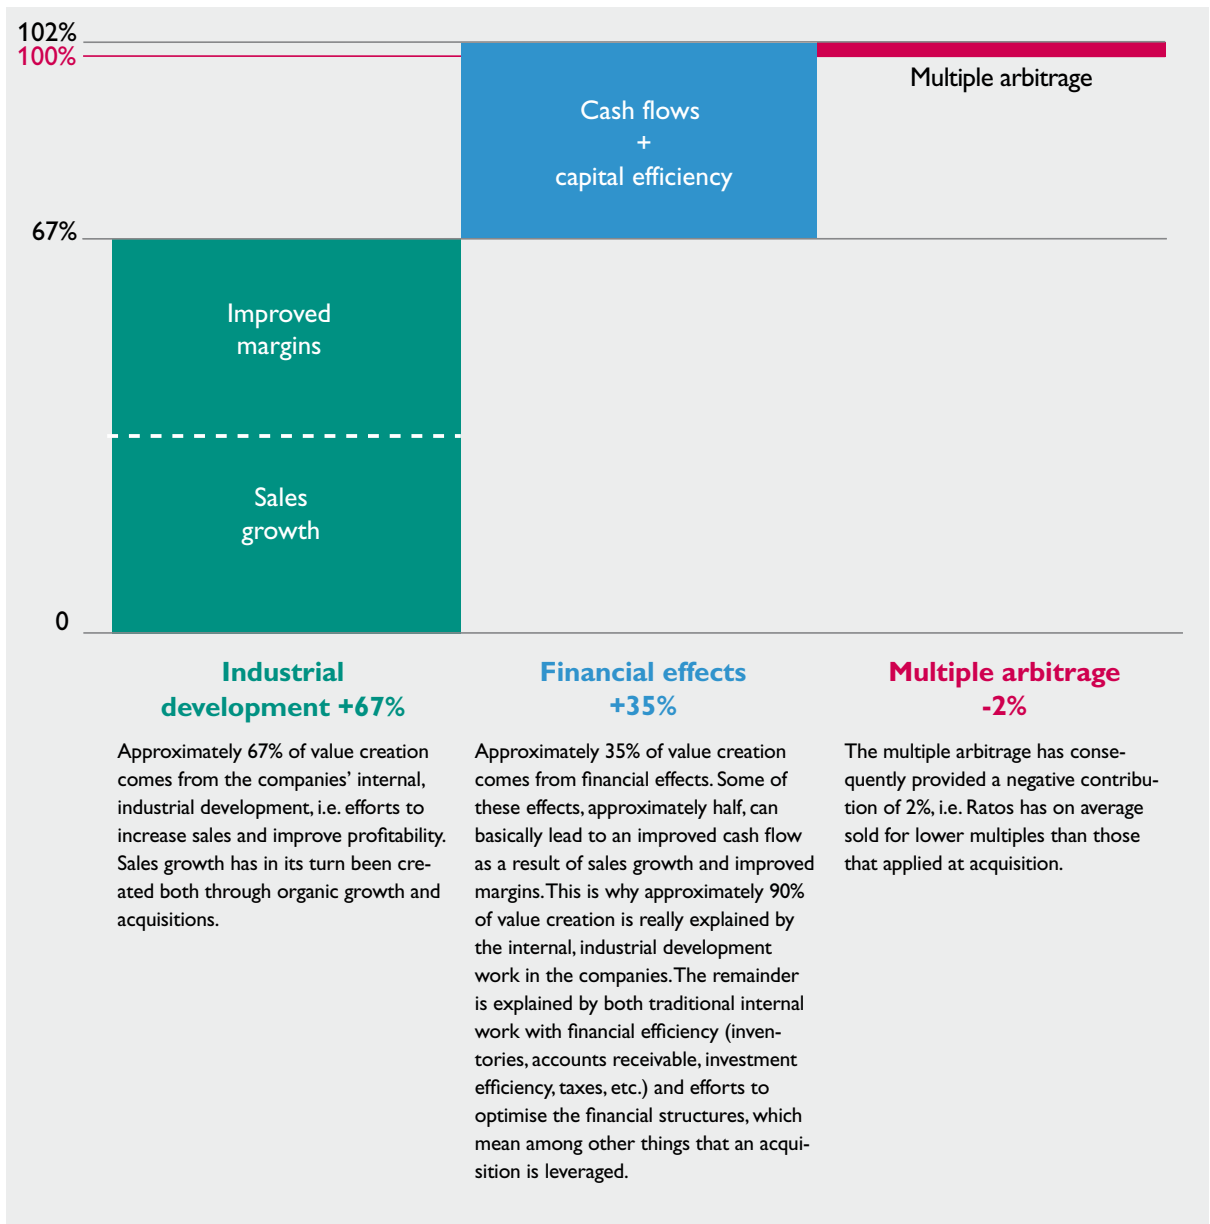 102%
100%
Cash flows
+
capital efficiency
Multiple arbitrage
67%
Improved
margins
Sales
growth
0
Industrial
development +67%
Approximately 67% of value creation
comes from the companies’ internal,
industrial development, i.e. efforts to
increase sales and improve profitability.
Sales growth has in its turn been cre-
ated both through organic growth and
acquisitions.
Financial effects
+35%
Approximately 35% of value creation
comes from financial effects. Some of
these effects, approximately half, can
basically lead to an improved cash flow
as a result of sales growth and improved
margins. This is why approximately 90%
of value creation is really explained by
the internal, industrial development
work in the companies. The remainder
is explained by both traditional internal
work with financial efficiency (inven-
tories, accounts receivable, investment
efficiency, taxes, etc.) and efforts to
optimise the financial structures, which
mean among other things that an acqui-
sition is leveraged.
Multiple arbitrage
-2%
The multiple arbitrage has conse-
quently provided a negative contribu-
tion of 2%, i.e. Ratos has on average
sold for lower multiples than those
that applied at acquisition.